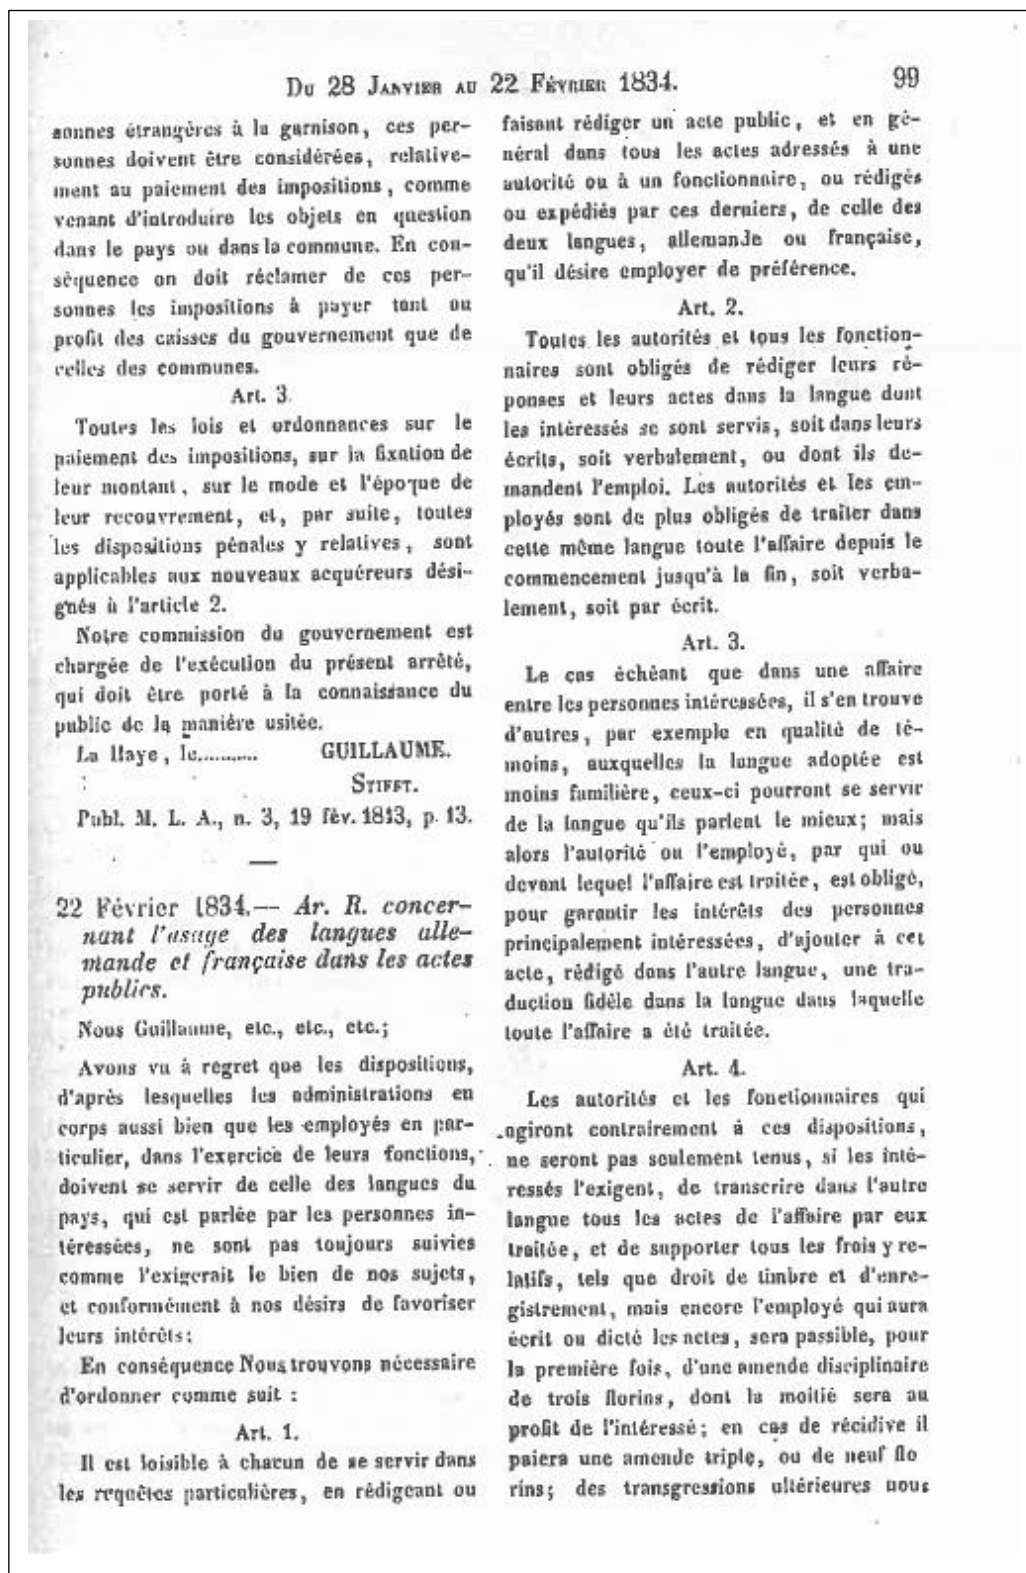 DU 28 JANVIER AU 22 FÉVRIER 1834.
99
sonnes étrangères à la garnison, ces per-
sonnes doivent être considérées, relative-
ment au paiement des impositions, comme
venant d'introduire les objets en question
dans le pays ou dans la commune. En con-
séquence on doit réclamer de ces per-
sonnes les impositions à payer tant au
profit des caisses du gouvernement que de
celles des communes.
Art. 3.
Toutes les lois et ordonnances sur le
paiement des impositions, sur la fixation de
leur montant, sur le mode et l'époque de
leur recouvrement, et, par suite, toutes
les dispositions pénales y relatives, sont
applicables aux nouveaux acquéreurs dési-
gnés à l'article 2.
Notre commission du gouvernement est
chargée de l'exécution du présent arrêté,
qui doit être porté à la connaissance du
public de la manière usitée.
La Haye, le........... GUILLAUME.
STIFFT.
Publ. M. L. A., n. 3, 19 fév. 1813, p. 13.
22 Février 1834.— Ar. R. concer-
nant l'usage des langues alle-
mande et française dans les actes
publics.
Nous Guillaume, etc., etc., etc.;
Avons vu à regret que les dispositions,
d'après lesquelles les administrations en
corps aussi bien que les employés en par-
ticulier, dans l'exercice de leurs fonctions,
doivent se servir de celle des langues du
pays, qui est parlée par les personnes in-
téressées, ne sont pas toujours suivies
comme l'exigerait le bien de nos sujets,
et conformément à nos désirs de favoriser
leurs intérêts:
En conséquence Nous trouvons nécessaire
d'ordonner comme suit :
Art. 1.
Il est loisible à chacun de se servir dans
les requêtes particulières, en rédigeant ou
faisant rédiger un acte public, et en gé-
néral dans tous les actes adressés à une
autorité ou à un fonctionnaire, ou rédigés
ou expédiés par ces derniers, de celle des
deux langues, allemande ou française,
qu'il désire employer de préférence.
Art. 2.
Toutes les autorités et tous les fonction-
naires sont obligés de rédiger leurs ré-
ponses et leurs actes dans la langue dont
les intéressés se sont servis, soit dans leurs
écrits, soit verbalement, ou dont ils de-
mandent l'emploi. Les autorités et les em-
ployés sont de plus obligés de traiter dans
cette même langue toute l'affaire depuis le
commencement jusqu'à la fin, soit verba-
lement, soit par écrit.
Art. 3.
Le cas échéant que dans une affaire
entre les personnes intéressées, il s'en trouve
d'autres, par exemple en qualité de té-
moins, auxquelles la langue adoptée est
moins familière, ceux-ci pourront se servir
de la langue qu'ils parlent le mieux; mais
alors l'autorité ou l'employé, par qui ou
devant lequel l'affaire est traitée, est obligé,
pour garantir les intérêts des personnes
principalement intéressées, d'ajouter à cet
acte, rédigé dans l'autre langue, une tra-
duction fidèle dans la langue dans laquelle
toute l'affaire a été traitée.
Art. 4.
Les autorités et les fonctionnaires qui
agiront contrairement à ces dispositions,
ne seront pas seulement tenus, si les inté-
ressés l'exigent, de transcrire dans l'autre
langue tous les actes de l'affaire par eux
traitée, et de supporter tous les frais y re-
latifs, tels que droit de timbre et d'enre-
gistrement, mais encore l'employé qui aura
écrit ou dicté les actes, sera passible, pour
la première fois, d'une amende disciplinaire
de trois florins, dont la moitié sera au
profit de l'intéressé; en cas de récidive il
paiera une amende triple, ou de neuf flo
rins; des transgressions ultérieures nous